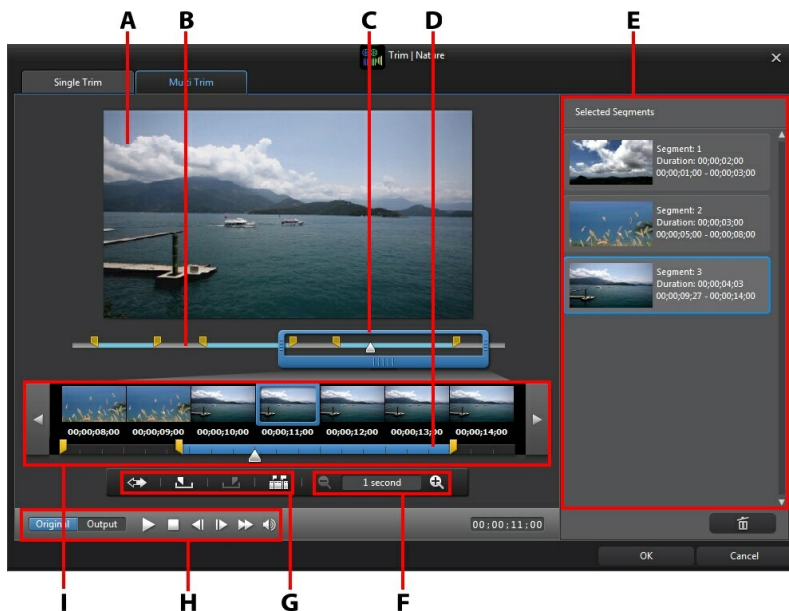 A B C D E
Trim | Nature
Single Trim Multi Trim
Selected Segments
Segment: 1
Duration: 00;00;02;00
00;00;01;00 - 00;00;03;00
Segment: 2
Duration: 00;00;03;00
00;00;05;00 - 00;00;08;00
Segment: 3
Duration: 00;00;04;03
00;00;09;27 - 00;00;14;00
00;00;08;00 00;00;09;00 00;00;10;00 00;00;11;00 00;00;12;00 00;00;13;00 00;00;14;00
1 second
Original Output
00;00;11;00
OK Cancel
I H G F